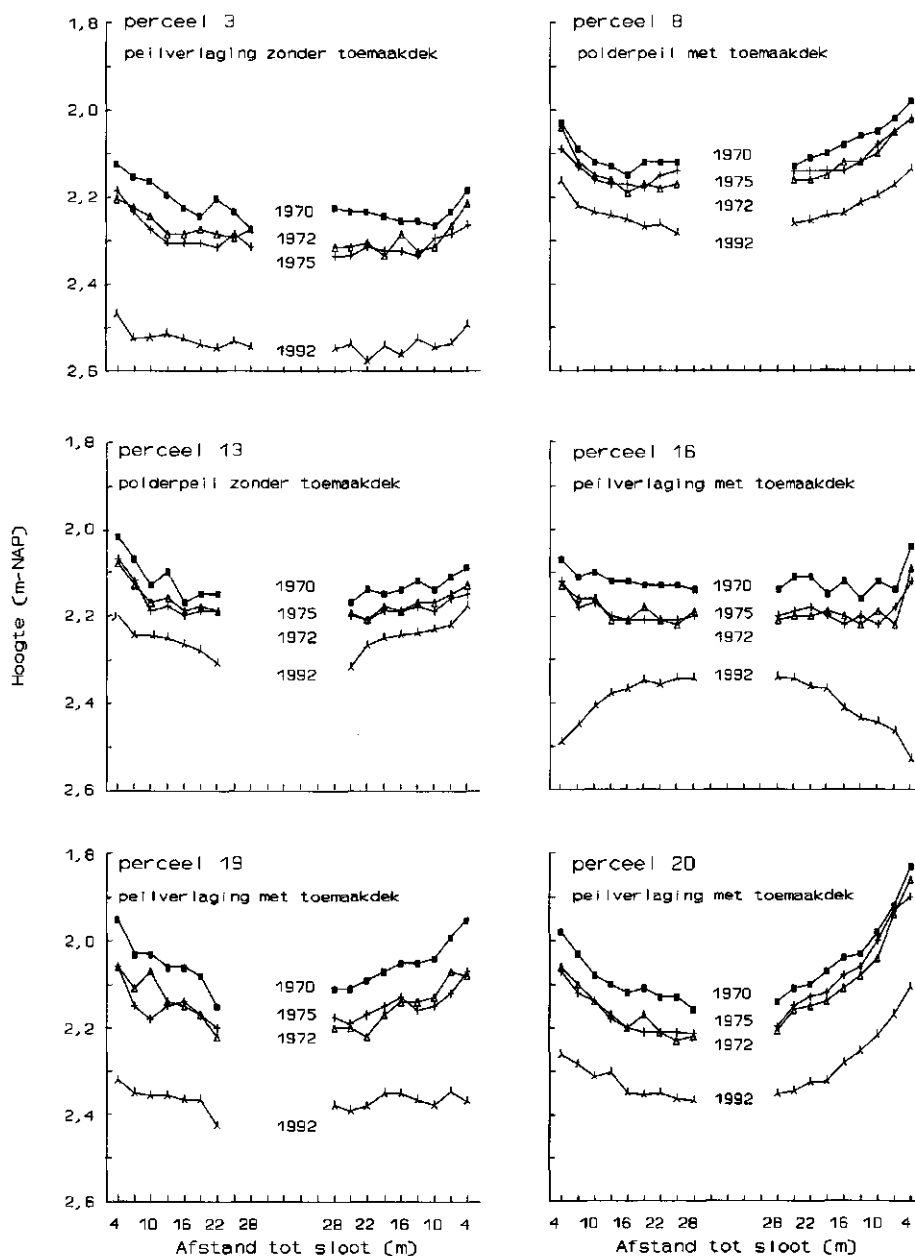 perceel 3
peilverlaging zonder toemaakdek
1,8
2,0
2,2
2,4
2,6
1970
1972
1975
1992
perceel 8
polderpeil met toemaakdek
1970
1975
1972
1992
perceel 13
polderpeil zonder toemaakdek
1,8
2,0
2,2
2,4
2,6
1970
1975
1972
1992
perceel 16
peilverlaging met toemaakdek
1970
1975
1972
1992
Hoogte (m-NAP)
perceel 19
peilverlaging met toemaakdek
1,8
2,0
2,2
2,4
2,6
1970
1975
1972
1992
4 10 16 22 28 28 22 16 10 4
Afstand tot sloot (m)
perceel 20
peilverlaging met toemaakdek
1970
1975
1972
1992
4 10 16 22 28 28 22 16 10 4
Afstand tot sloot (m)